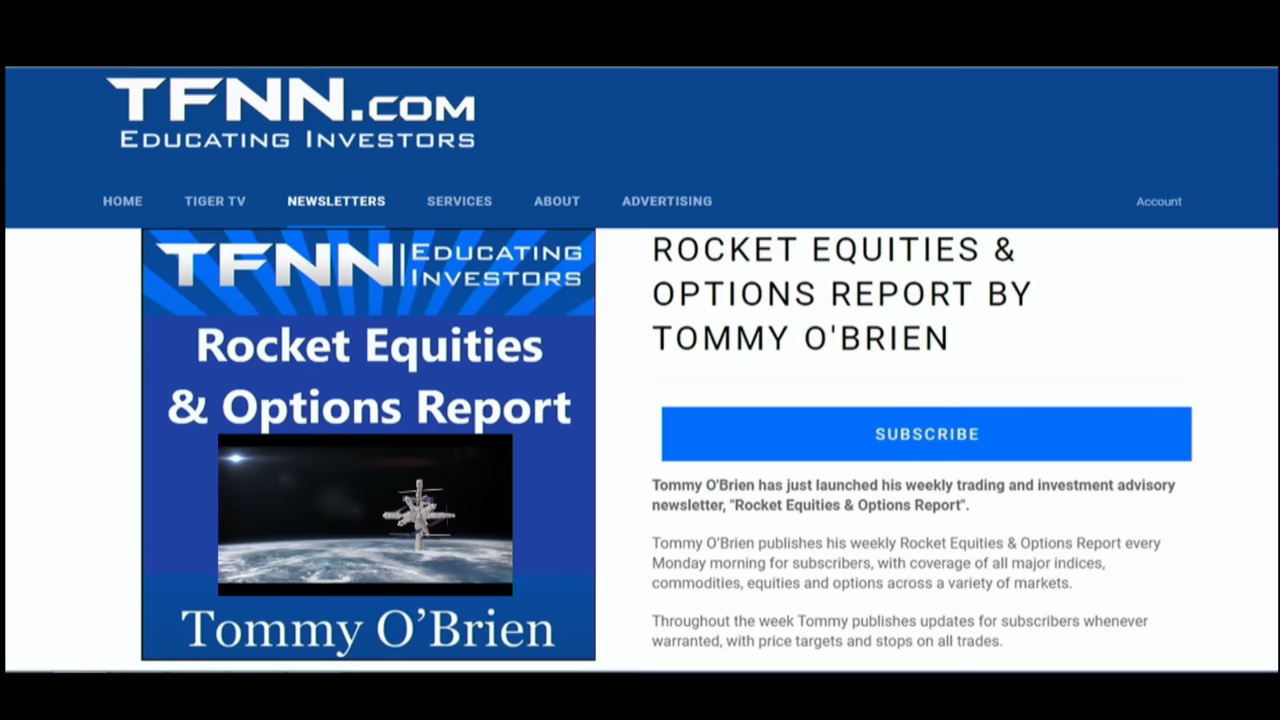 TFNN.COM
EDUCATING INVESTORS
HOME
TIGER TV
NEWSLETTERS
SERVICES
ABOUT
ADVERTISING
Account
TFNN
EDUCATING
INVESTORS
Rocket Equities
& Options Report
Tommy O’Brien
ROCKET EQUITIES &
OPTIONS REPORT BY
TOMMY O'BRIEN
SUBSCRIBE
Tommy O'Brien has just launched his weekly trading and investment advisory
newsletter, "Rocket Equities & Options Report".
Tommy O'Brien publishes his weekly Rocket Equities & Options Report every
Monday morning for subscribers, with coverage of all major indices,
commodities, equities and options across a variety of markets.
Throughout the week Tommy publishes updates for subscribers whenever
warranted, with price targets and stops on all trades.